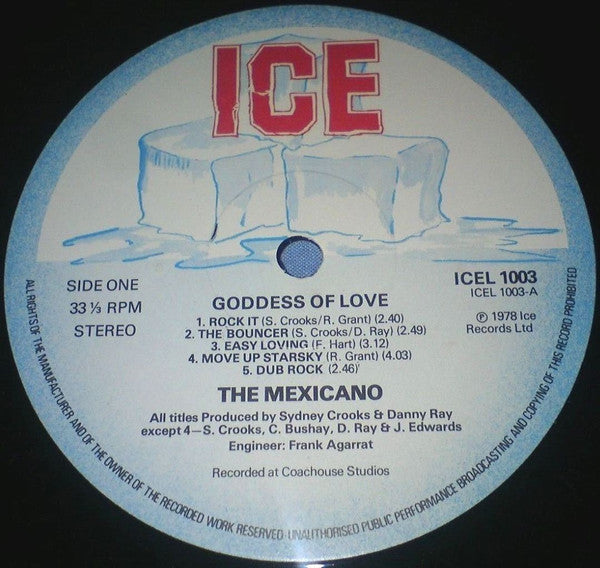 ICE
SIDE ONE
33 ⅓ RPM
STEREO
ICEL 1003
ICEL 1003-A
℗ 1978 Ice
Records Ltd
GODDESS OF LOVE
1. ROCK IT (S. Crooks/R. Grant) (2.40)
2. THE BOUNCER (S. Crooks/D. Ray) (2.49)
3. EASY LOVING (F. Hart) (3.12)
4. MOVE UP STARSKY (R. Grant) (4.03)
5. DUB ROCK (2.46)
THE MEXICANO
All titles Produced by Sydney Crooks & Danny Ray
except 4—S. Crooks, C. Bushay, D. Ray & J. Edwards
Engineer: Frank Agarrat
Recorded at Coachouse Studios
ALL RIGHTS OF THE MANUFACTURER AND OF THE OWNER OF THE RECORDED WORK RESERVED·UNAUTHORISED PUBLIC PERFORMANCE BROADCASTING AND COPYING OF THIS RECORD PROHIBITED